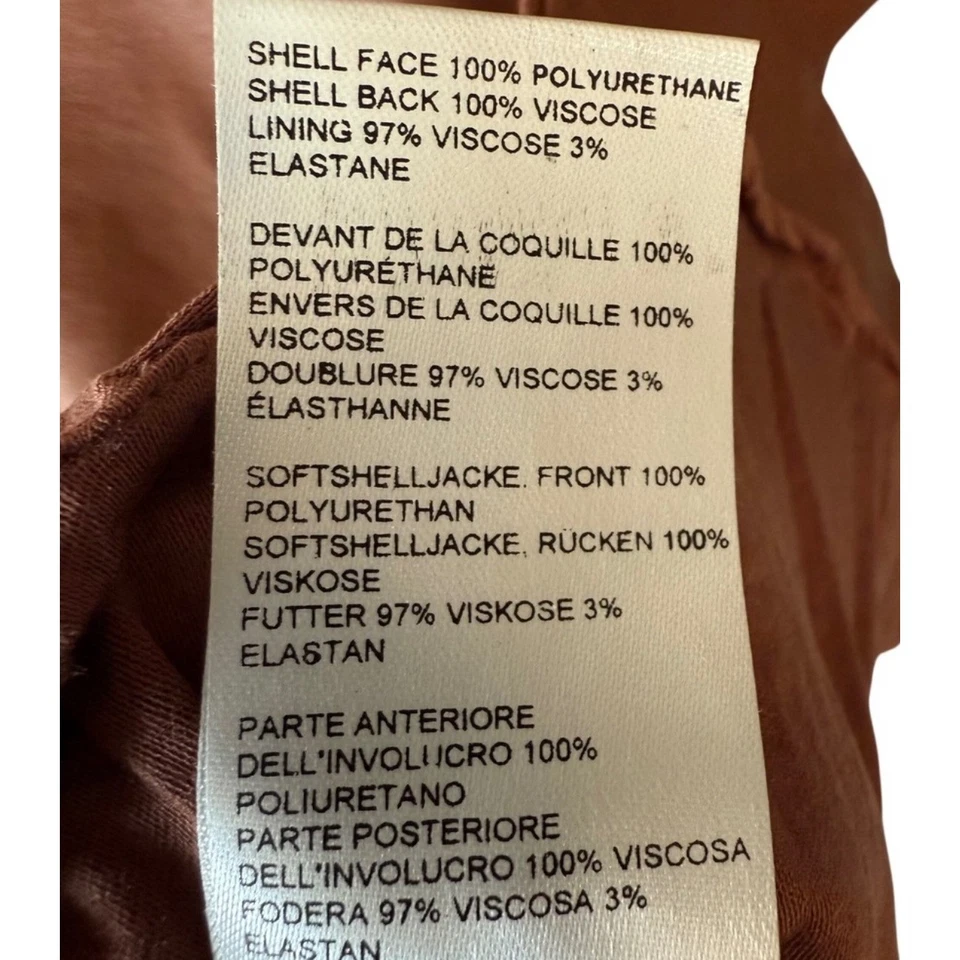 SHELL FACE 100% POLYURETHANE
SHELL BACK 100% VISCOSE
LINING 97% VISCOSE 3%
ELASTANE
DEVANT DE LA COQUILLE 100%
POLYURÉTHANE
ENVERS DE LA COQUILLE 100%
VISCOSE
DOUBLURE 97% VISCOSE 3%
ÉLASTHANNE
SOFTSHELLJACKE, FRONT 100%
POLYURETHAN
SOFTSHELLJACKE, RÜCKEN 100%
VISKOSE
FUTTER 97% VISKOSE 3%
ELASTAN
PARTE ANTERIORE
DELL'INVOLUCRO 100%
POLIURETANO
PARTE POSTERIORE
DELL'INVOLUCRO 100% VISCOSA
FODERA 97% VISCOSA 3%
ELASTAN